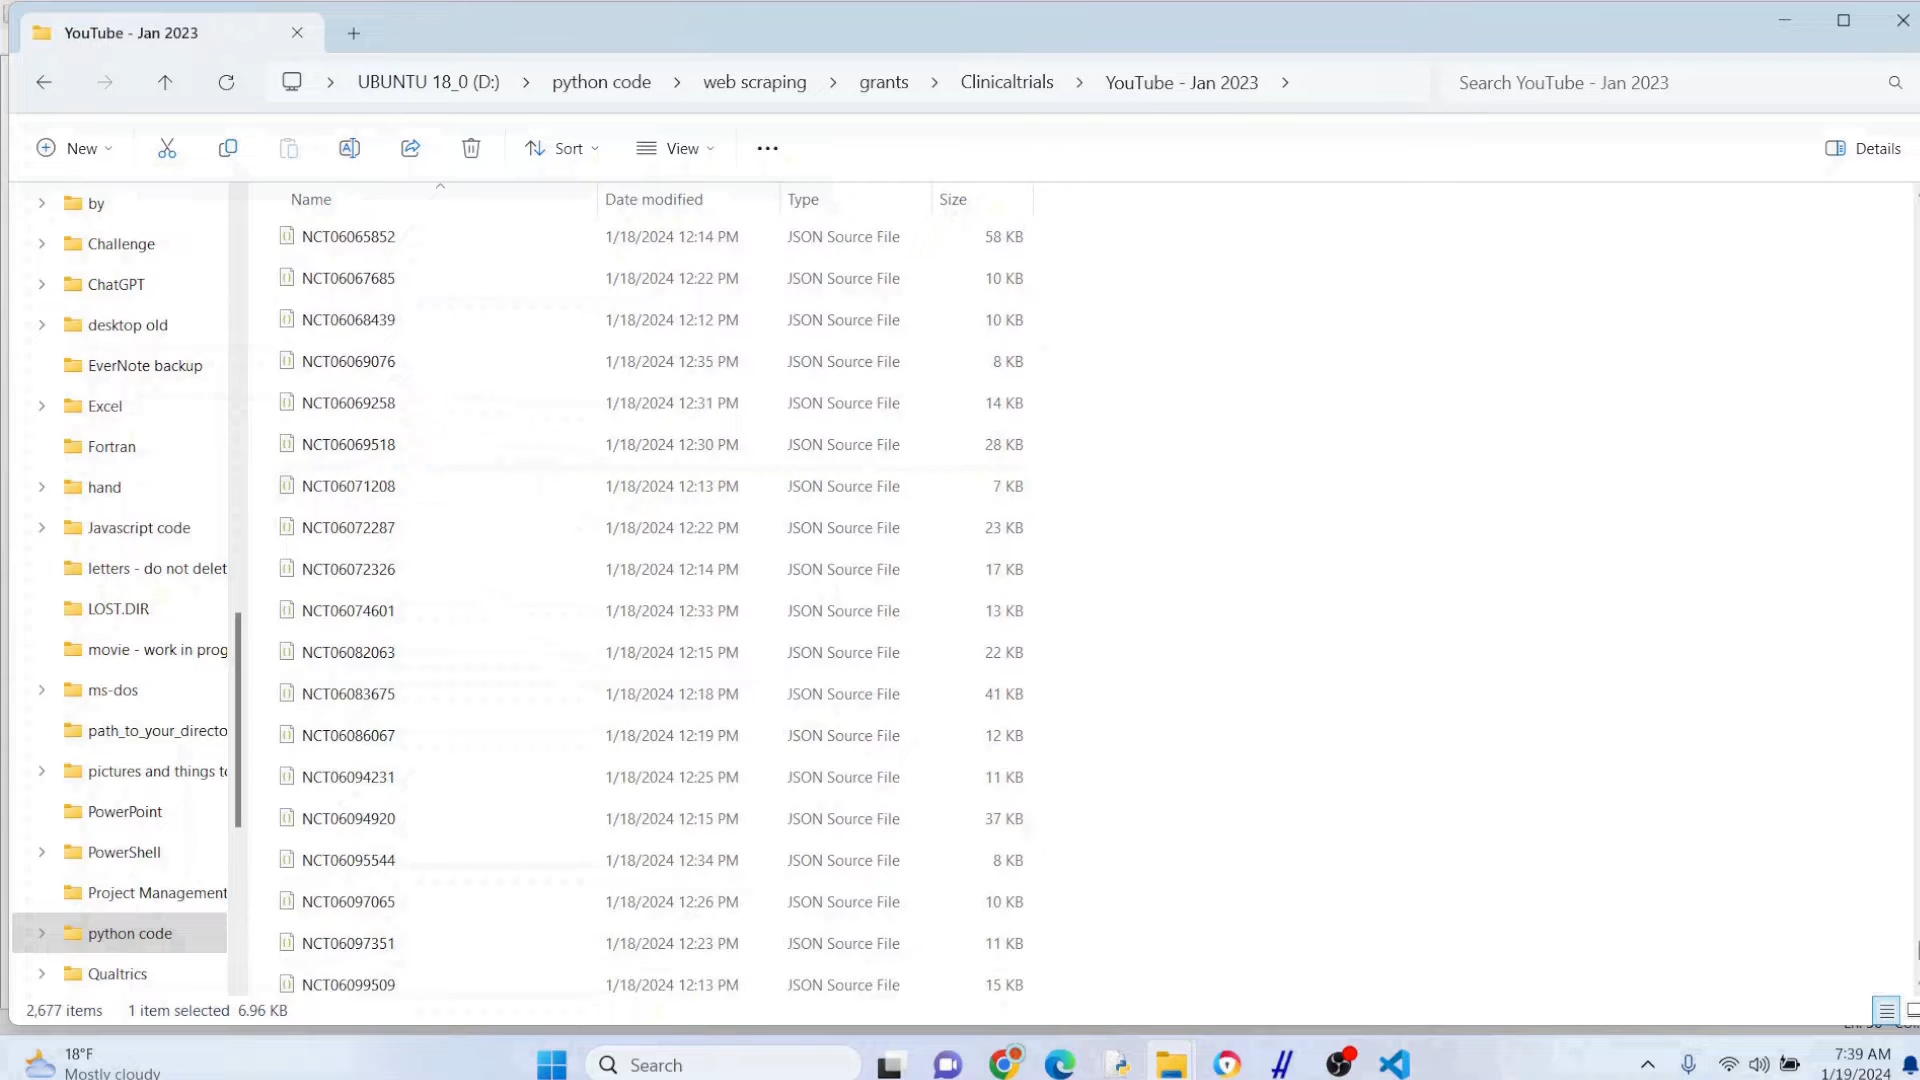 YouTube - Jan 2023
UBUNTU 18_0 (D:) python code web scraping grants Clinicaltrials YouTube - Jan 2023 Search YouTube - Jan 2023
New Sort View Details
Name Date modified Type Size
by
Challenge
ChatGPT
desktop old
EverNote backup
Excel
Fortran
hand
Javascript code
letters - do not delet
LOST.DIR
movie - work in prog
ms-dos
path_to_your_directo
pictures and things to
PowerPoint
PowerShell
Project Management
python code
Qualtrics
NCT06065852 1/18/2024 12:14 PM JSON Source File 58 KB
NCT06067685 1/18/2024 12:22 PM JSON Source File 10 KB
NCT06068439 1/18/2024 12:12 PM JSON Source File 10 KB
NCT06069076 1/18/2024 12:35 PM JSON Source File 8 KB
NCT06069258 1/18/2024 12:31 PM JSON Source File 14 KB
NCT06069518 1/18/2024 12:30 PM JSON Source File 28 KB
NCT06071208 1/18/2024 12:13 PM JSON Source File 7 KB
NCT06072287 1/18/2024 12:22 PM JSON Source File 23 KB
NCT06072326 1/18/2024 12:14 PM JSON Source File 17 KB
NCT06074601 1/18/2024 12:33 PM JSON Source File 13 KB
NCT06082063 1/18/2024 12:15 PM JSON Source File 22 KB
NCT06083675 1/18/2024 12:18 PM JSON Source File 41 KB
NCT06086067 1/18/2024 12:19 PM JSON Source File 12 KB
NCT06094231 1/18/2024 12:25 PM JSON Source File 11 KB
NCT06094920 1/18/2024 12:15 PM JSON Source File 37 KB
NCT06095544 1/18/2024 12:34 PM JSON Source File 8 KB
NCT06097065 1/18/2024 12:26 PM JSON Source File 10 KB
NCT06097351 1/18/2024 12:23 PM JSON Source File 11 KB
NCT06099509 1/18/2024 12:13 PM JSON Source File 15 KB
2,677 items 1 item selected 6.96 KB
18°F
Mostly cloudy
Search
7:39 AM
1/19/2024